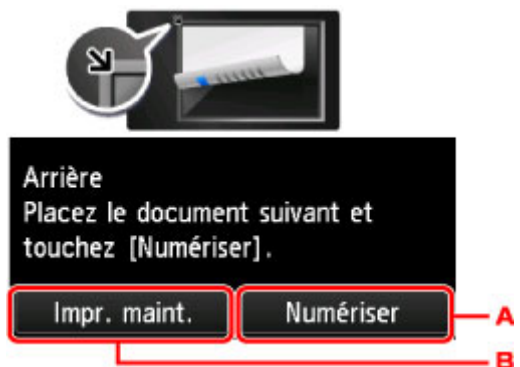 Arrière
Placez le document suivant et
touchez [Numériser].
Impr. maint.
Numériser
A
B